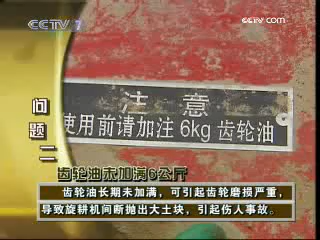 CCTV 7
CCTV.com
注 意
使用前请加注6kg齿轮油
问题二
齿轮油未加满6公斤
齿轮油长期未加满，可引起齿轮磨损严重，
导致旋耕机间断抛出大土块，引起伤人事故。